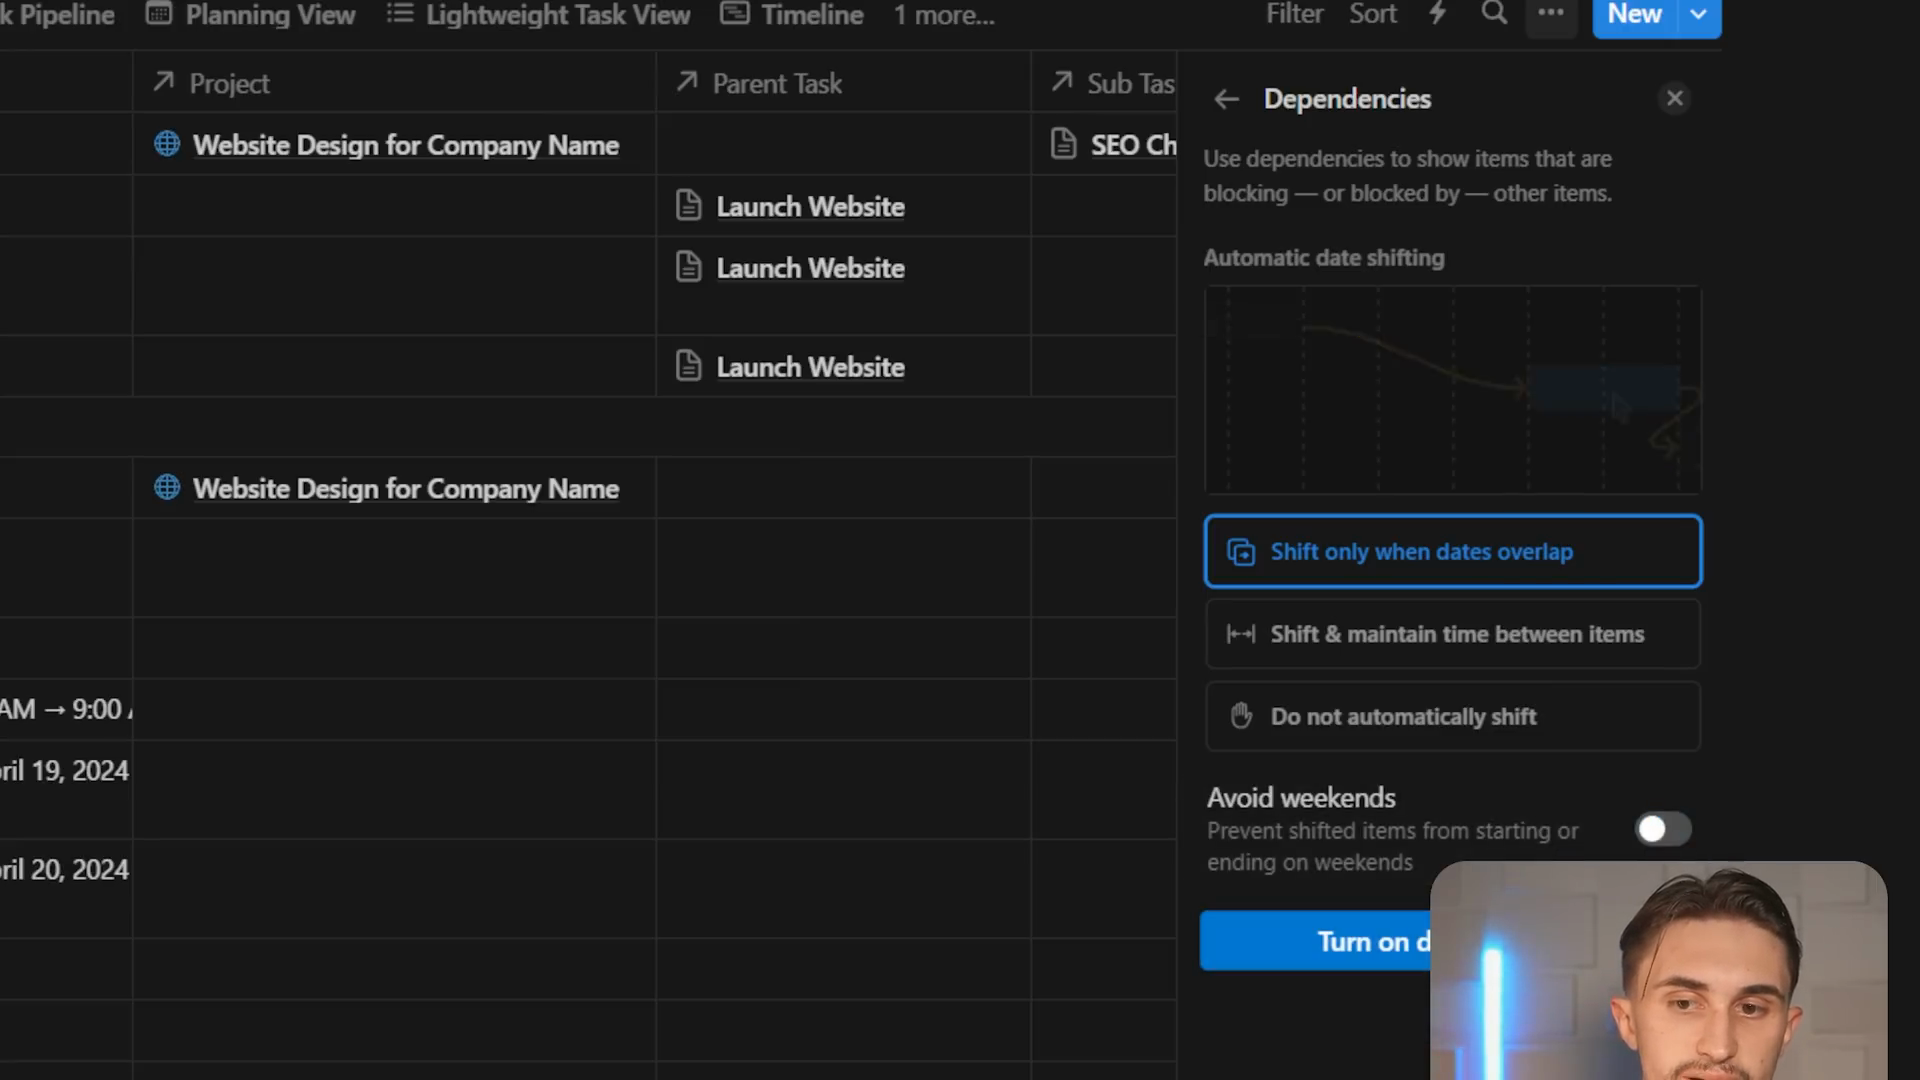 k Pipeline
Planning View
Lightweight Task View
Timeline
1 more...
Filter
Sort
New
Project
Parent Task
Sub Tas
Website Design for Company Name
SEO Ch
Launch Website
Launch Website
Launch Website
Website Design for Company Name
AM → 9:00
ril 19, 2024
ril 20, 2024
Dependencies
Use dependencies to show items that are
blocking — or blocked by — other items.
Automatic date shifting
Shift only when dates overlap
Shift & maintain time between items
Do not automatically shift
Avoid weekends
Prevent shifted items from starting or
ending on weekends
Turn on d